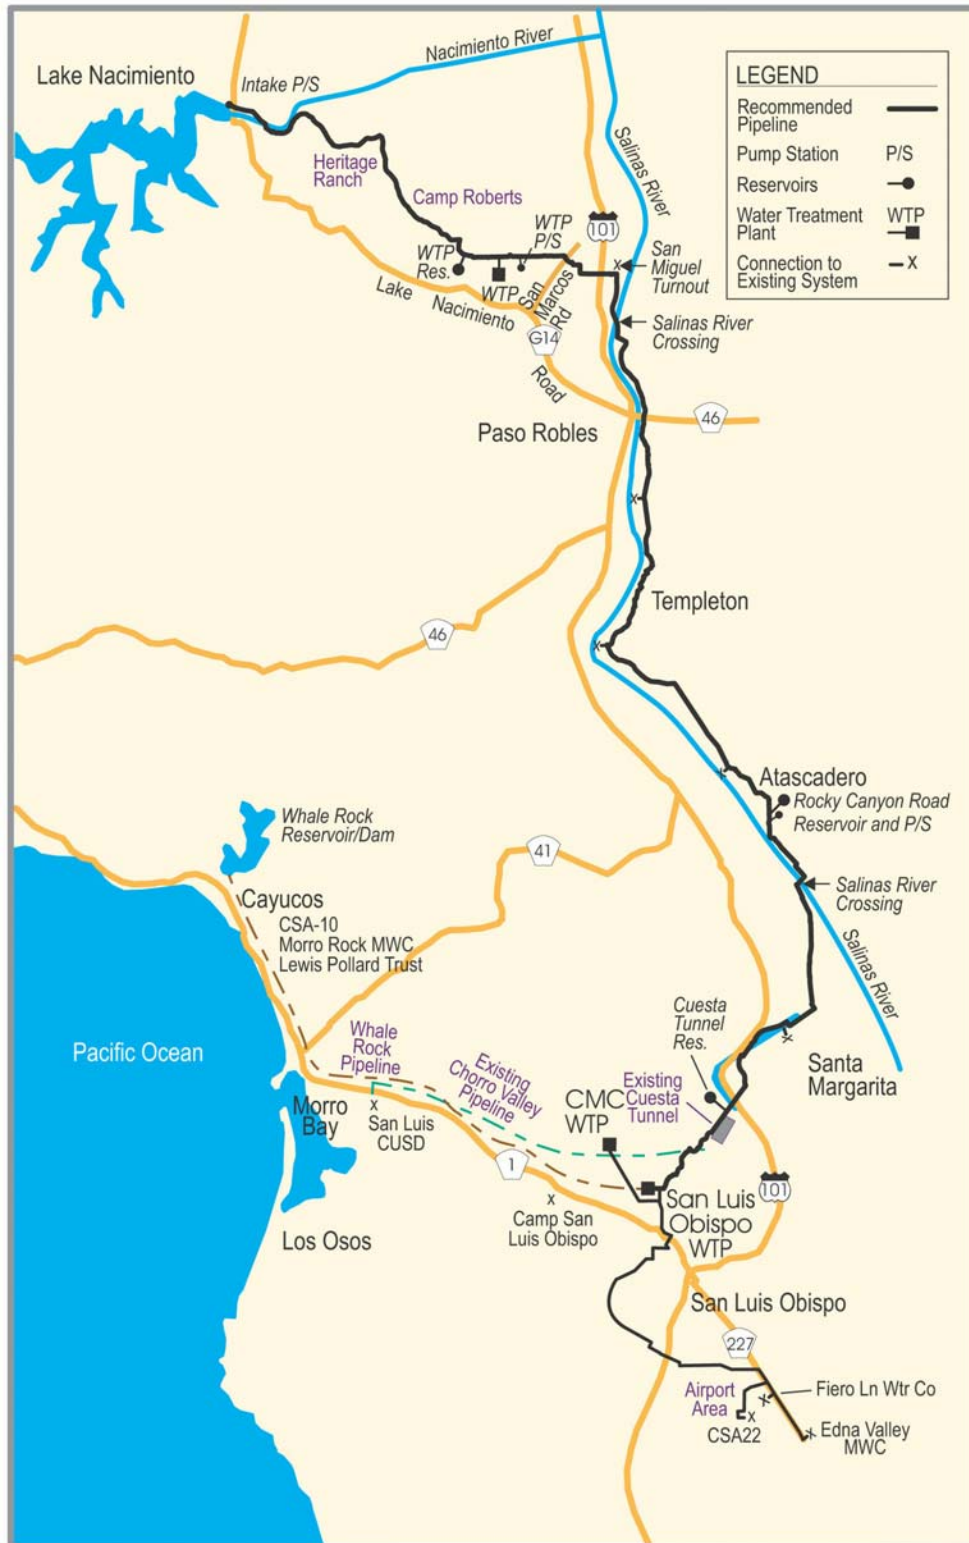 Lake Nacimiento
Intake P/S
Nacimiento River
LEGEND
Recommended
Pipeline
Pump Station
P/S
Reservoirs
Water Treatment
Plant
WTP
Connection to
Existing System
X
Heritage
Ranch
Camp Roberts
Salinas River
101
WTP
Res.
WTP
WTP
P/S
San
Miguel
Turnout
San
Marcos
Rd
Lake Nacimiento
Road
G14
Salinas River
Crossing
46
Paso Robles
X
Templeton
46
X
X
Atascadero
Rocky Canyon Road
Reservoir and P/S
Whale Rock
Reservoir/Dam
41
Salinas River
Crossing
Cayucos
CSA-10
Morro Rock MWC
Lewis Pollard Trust
Salinas River
Cuesta
Tunnel
Res.
Pacific Ocean
Whale
Rock
Pipeline
Existing
Chorro Valley
Pipeline
Existing
Cuesta
Tunnel
X
Santa
Margarita
CMC
WTP
Morro
Bay
X
San Luis
CUSD
1
101
X
Camp San
Luis Obispo
San Luis
Obispo
WTP
Los Osos
San Luis Obispo
227
Airport
Area
X
Fiero Ln Wtr Co
X
CSA22
X
Edna Valley
MWC